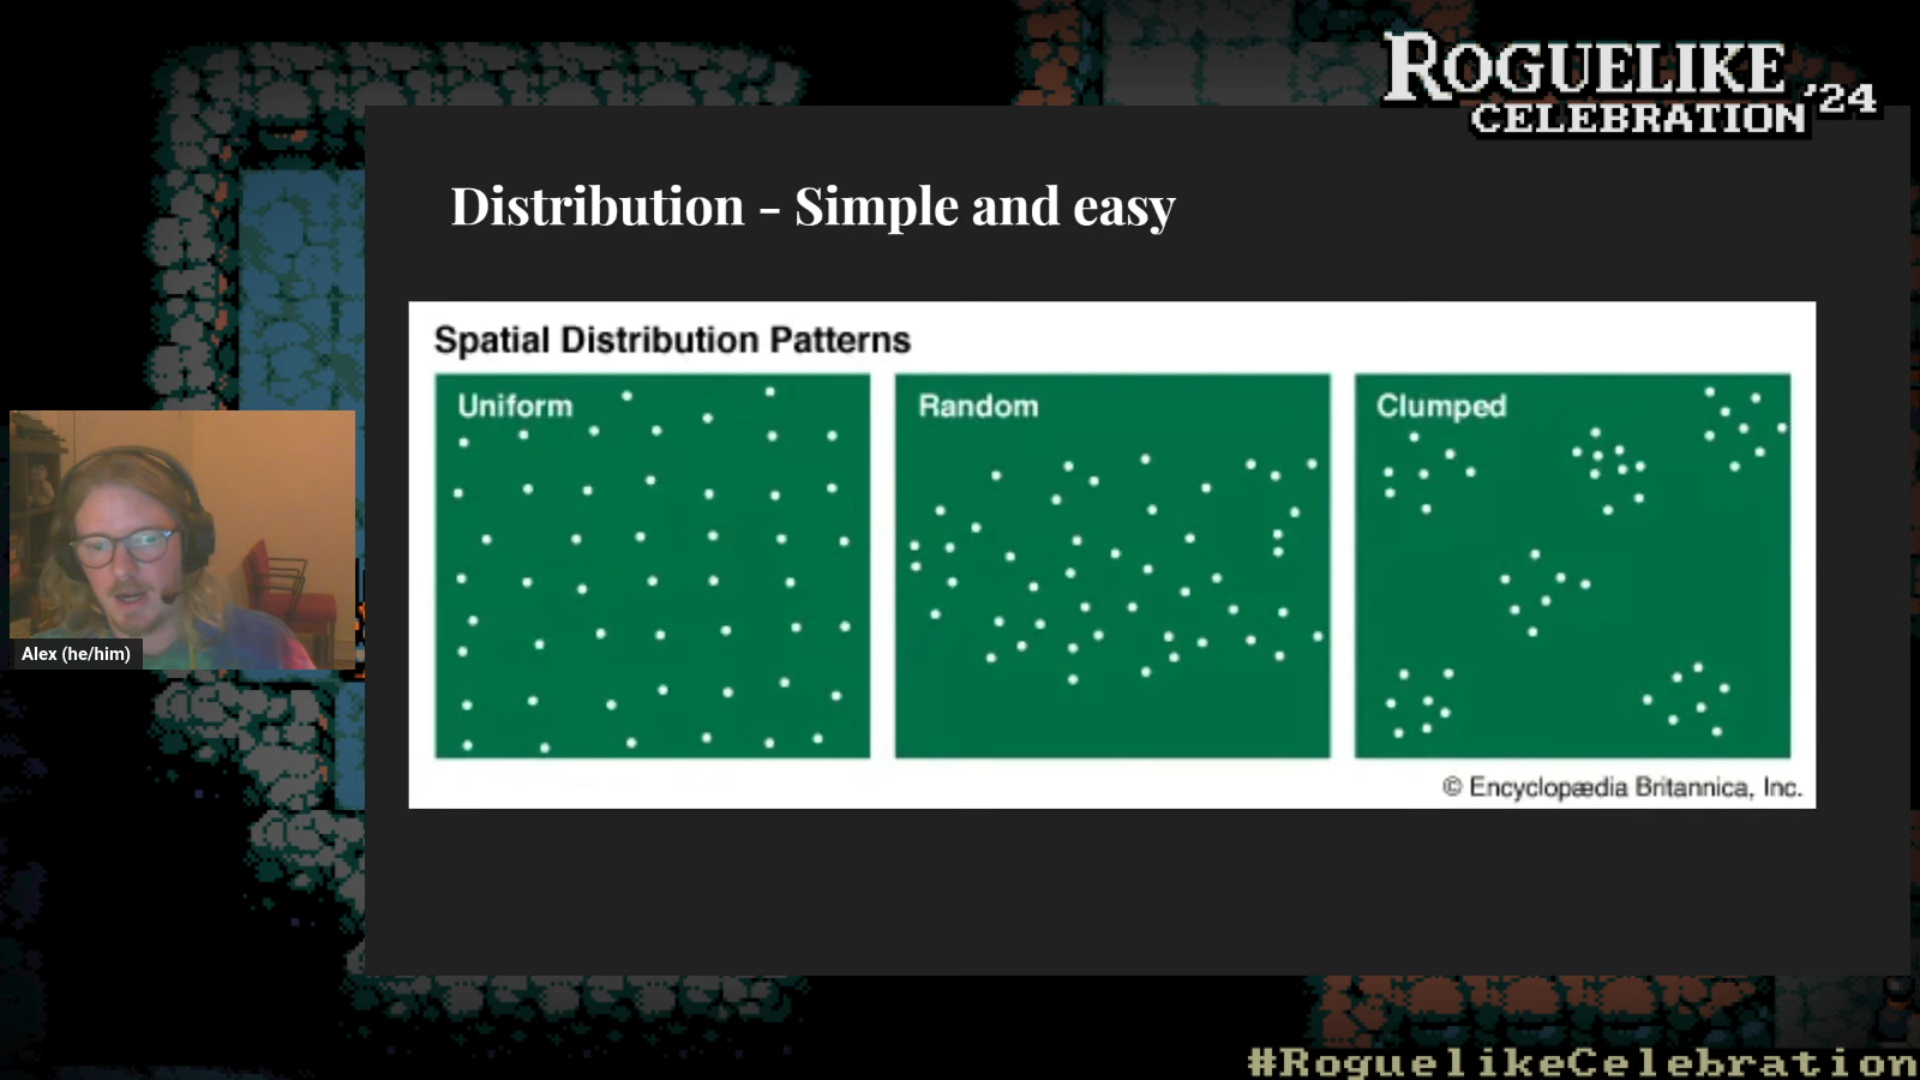 ROGUELIKE
CELEBRATION '24
Distribution - Simple and easy
Spatial Distribution Patterns
Uniform
Random
Clumped
© Encyclopædia Britannica, Inc.
Alex (he/him)
#RoguelikeCelebration